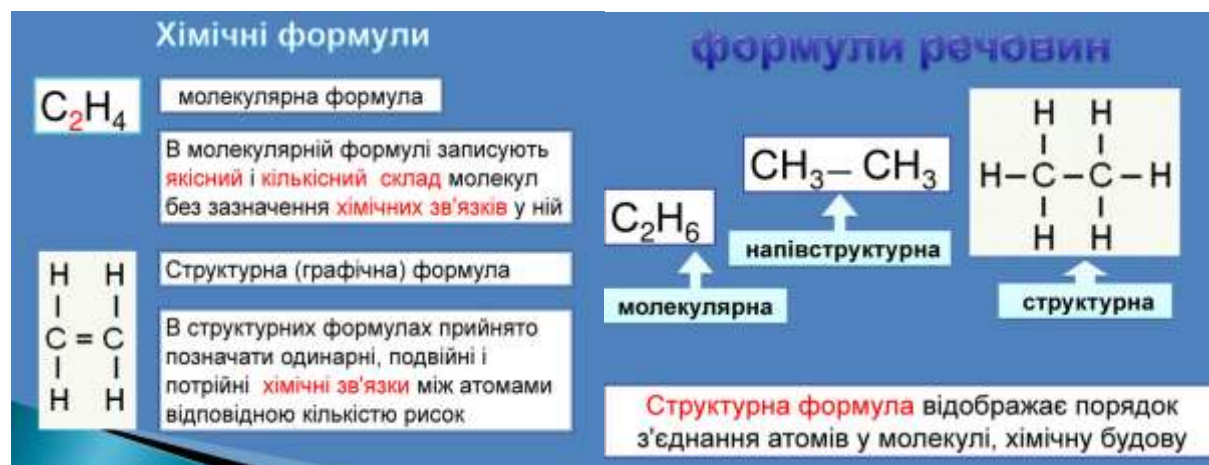 Хімічні формули
C₂H₄
молекулярна формула
В молекулярній формулі записують
якісний і кількісний склад молекул
без зазначення хімічних зв'язків у ній
H H
C = C
H H
Структурна (графічна) формула
В структурних формулах прийнято
позначати одинарні, подвійні і
потрійні хімічні зв'язки між атомами
відповідною кількістю рисок
формули речовин
C₂H₆
молекулярна
CH₃– CH₃
напівструктурна
H H
H–C–C–H
H H
структурна
Структурна формула відображає порядок
з'єднання атомів у молекулі, хімічну будову